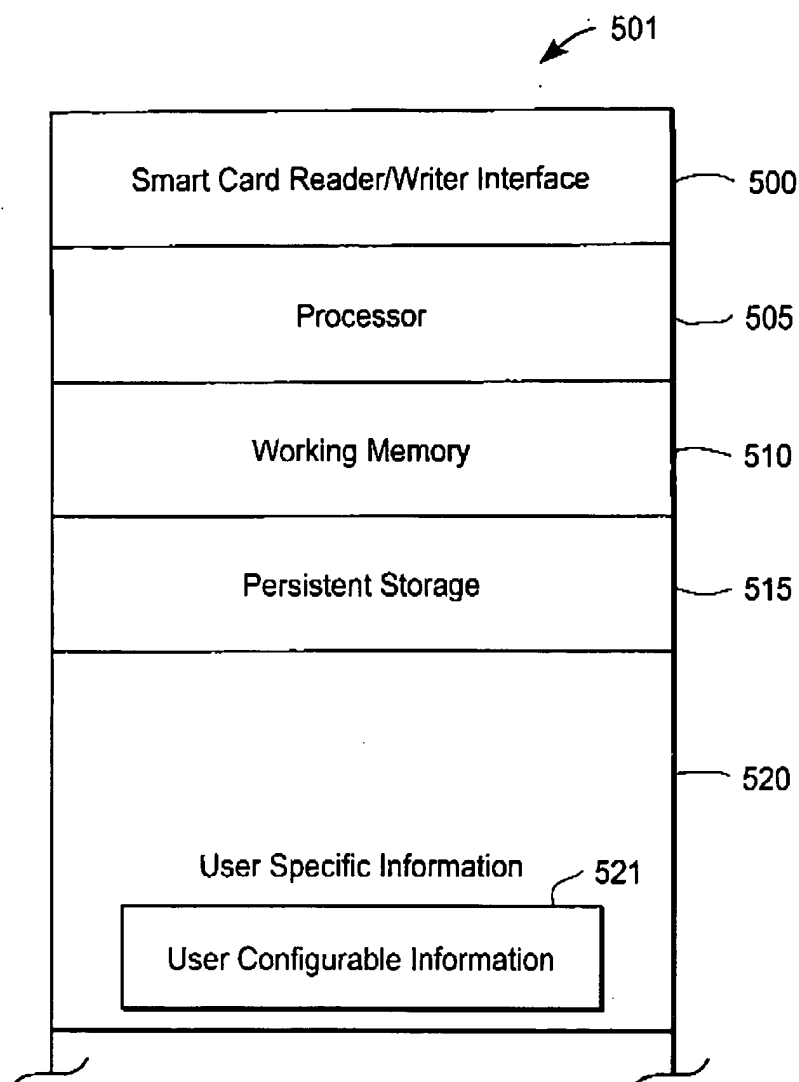 501
Smart Card Reader/Writer Interface
500
Processor
505
Working Memory
510
Persistent Storage
515
520
User Specific Information
521
User Configurable Information